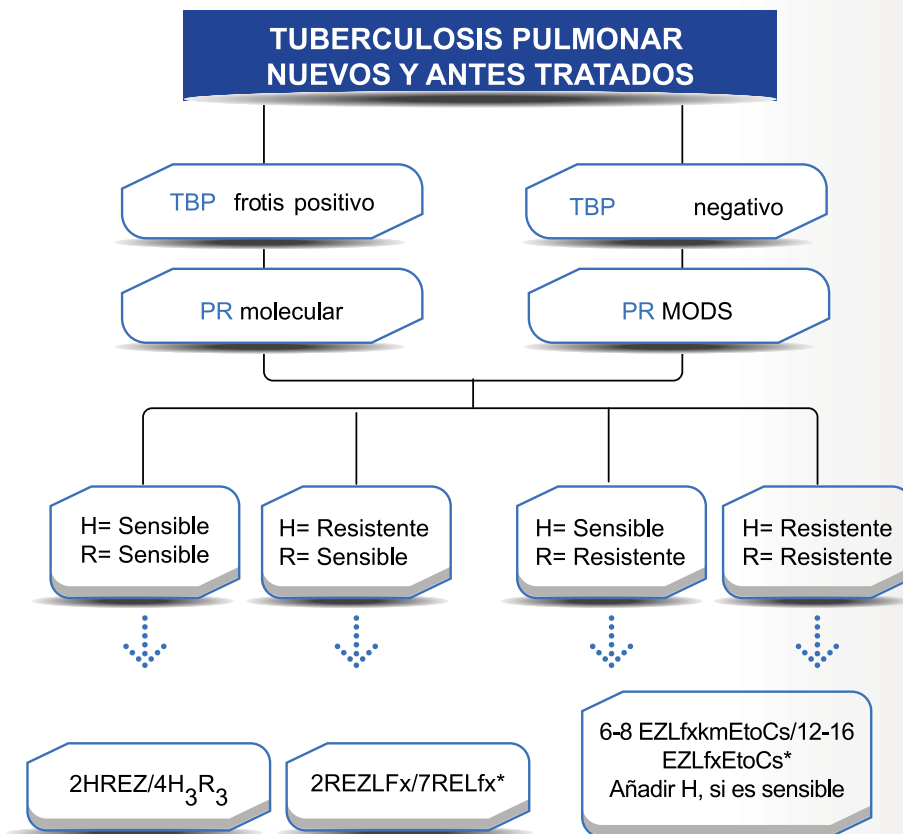 TUBERCULOSIS PULMONAR
NUEVOS Y ANTES TRATADOS
TBP frotis positivo
TBP negativo
PR molecular
PR MODS
H= Sensible
R= Sensible
H= Resistente
R= Sensible
H= Sensible
R= Resistente
H= Resistente
R= Resistente
2HREZ/4H₃R₃
2REZLFx/7RELfx*
6-8 EZLfxkmEtoCs/12-16
EZLfxEtoCs*
Añadir H, si es sensible